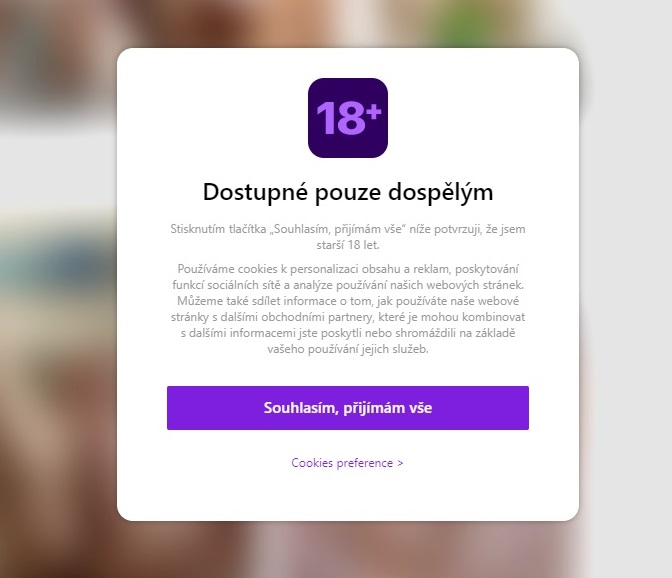 18+
Dostupné pouze dospělým
Stisknutím tlačítka „Souhlasím, přijímám vše“ níže potvrzuji, že jsem
starší 18 let.
Používáme cookies k personalizaci obsahu a reklam, poskytování
funkcí sociálních sítě a analýze používání našich webových stránek.
Můžeme také sdílet informace o tom, jak používáte naše webové
stránky s dalšími obchodními partnery, které je mohou kombinovat
s dalšími informacemi jste poskytli nebo shromáždili na základě
vašeho používání jejich služeb.
Souhlasím, přijímám vše
Cookies preference >